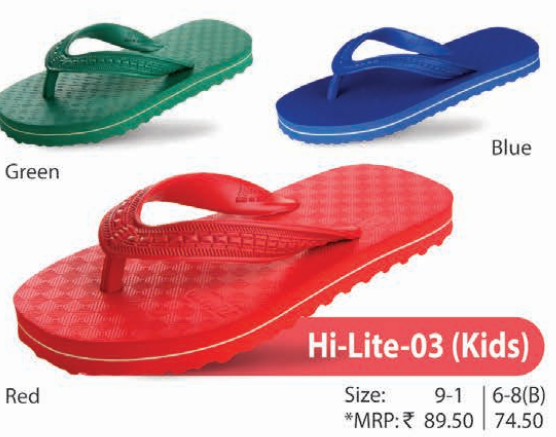 Green
Blue
Hi-Lite-03 (Kids)
Red
Size: 9-1 | 6-8(B)
*MRP:₹ 89.50 | 74.50